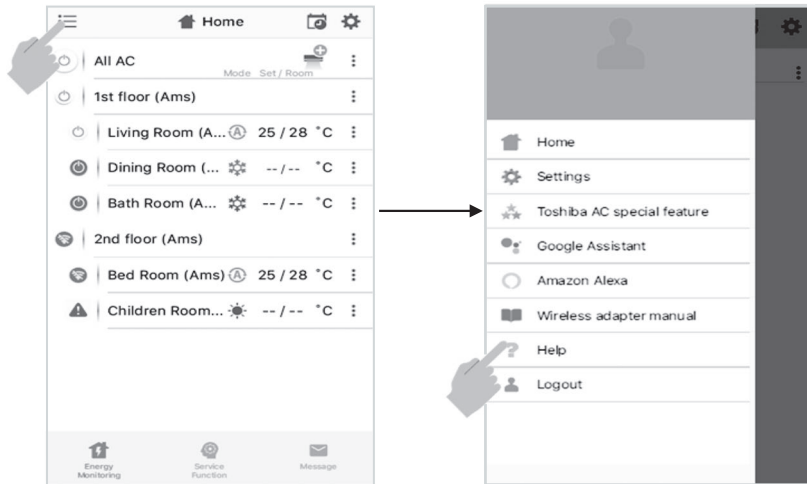 Home
All AC
Mode Set / Room
1st floor (Ams)
Living Room (A... 25 / 28 °C
Dining Room (... -- / -- °C
Bath Room (A... -- / -- °C
2nd floor (Ams)
Bed Room (Ams) 25 / 28 °C
Children Room... -- / -- °C
Energy
Monitoring
Service
Function
Message
Home
Settings
Toshiba AC special feature
Google Assistant
Amazon Alexa
Wireless adapter manual
Help
Logout